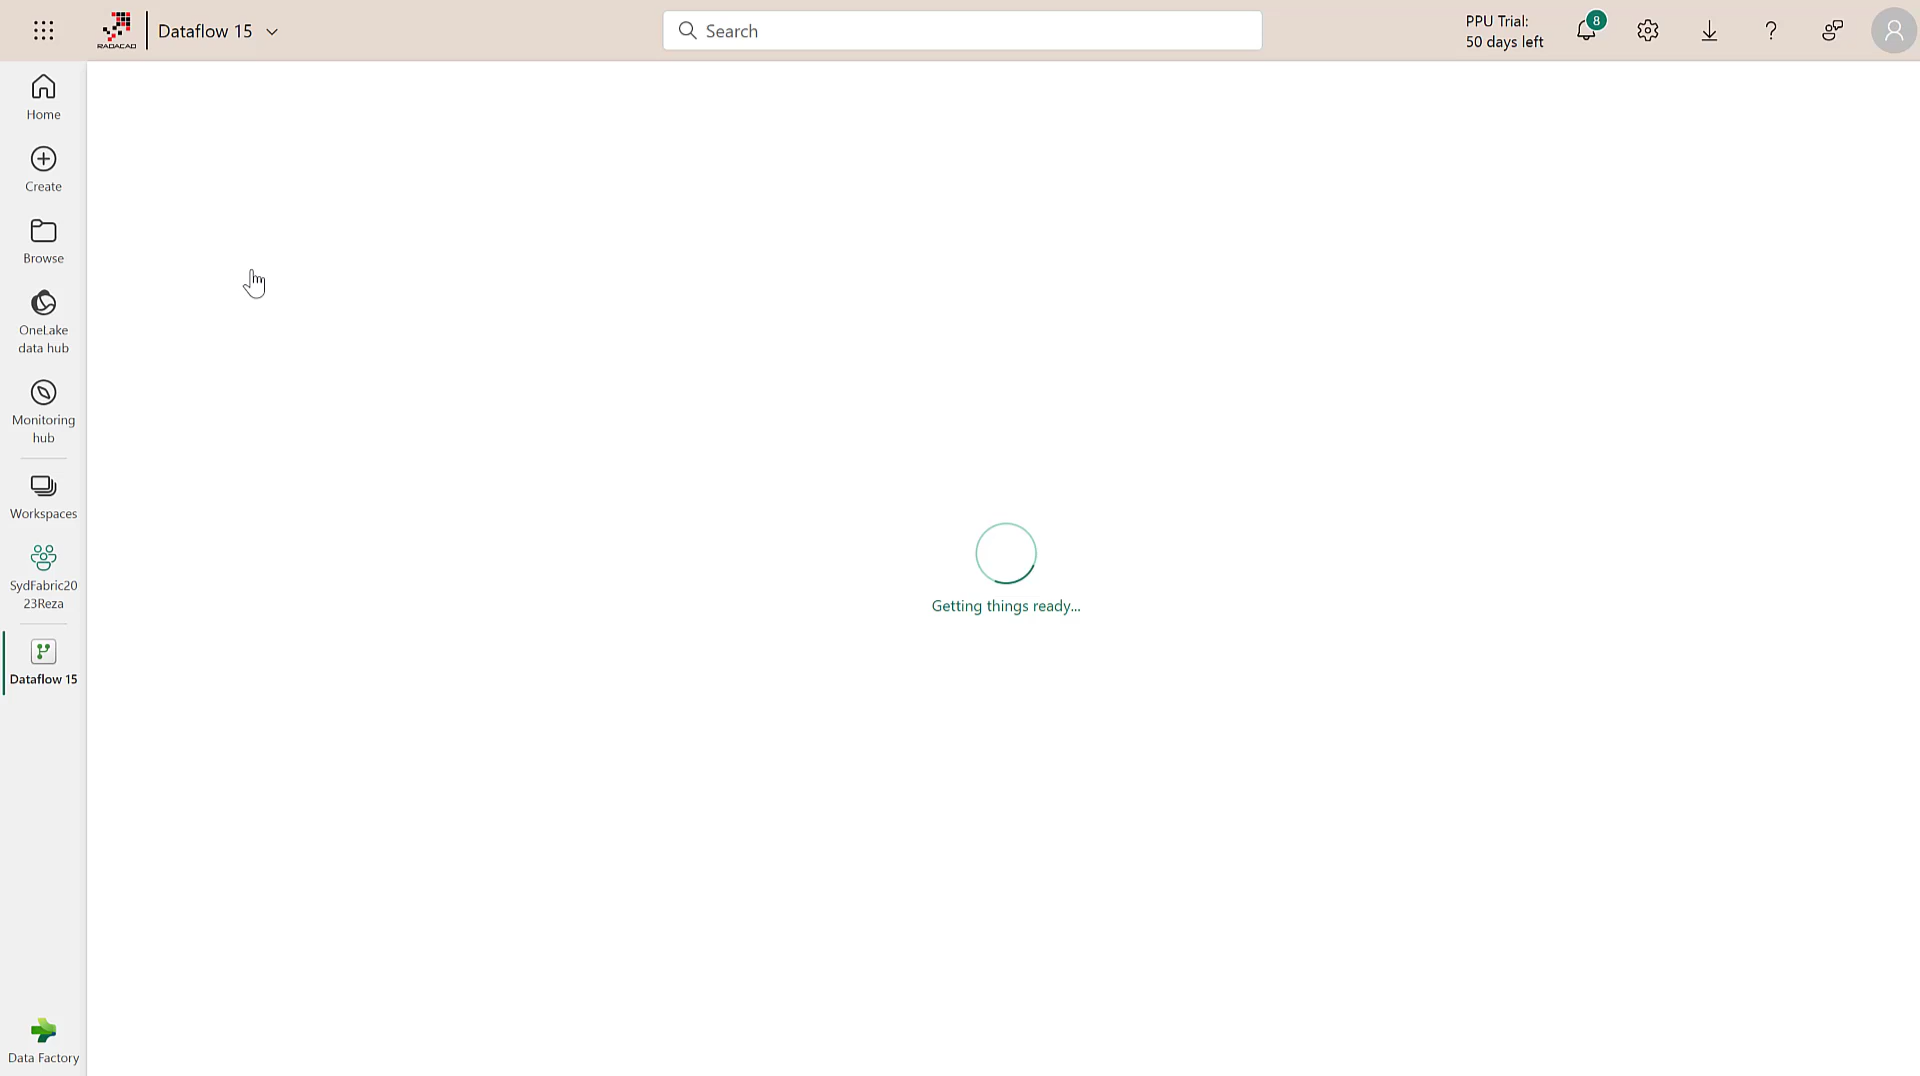 RADACAD
Dataflow 15
Search
PPU Trial:
50 days left
8
Home
Create
Browse
OneLake
data hub
Monitoring
hub
Workspaces
SydFabric20
23Reza
Dataflow 15
Getting things ready...
Data Factory